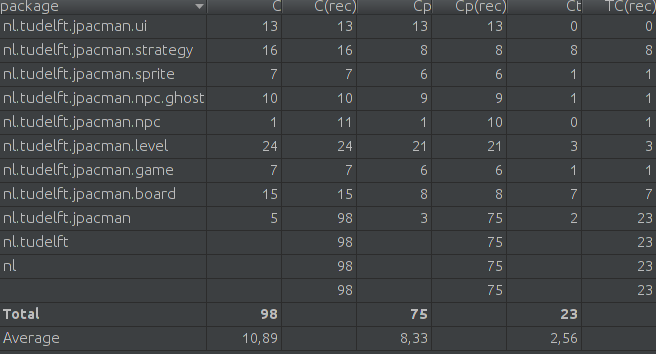 package C C(rec) Cp Cp(rec) Ct TC(rec)
nl.tudelft.jpacman.ui 13 13 13 13 0 0
nl.tudelft.jpacman.strategy 16 16 8 8 8 8
nl.tudelft.jpacman.sprite 7 7 6 6 1 1
nl.tudelft.jpacman.npc.ghost 10 10 9 9 1 1
nl.tudelft.jpacman.npc 1 11 1 10 0 1
nl.tudelft.jpacman.level 24 24 21 21 3 3
nl.tudelft.jpacman.game 7 7 6 6 1 1
nl.tudelft.jpacman.board 15 15 8 8 7 7
nl.tudelft.jpacman 5 98 3 75 2 23
nl.tudelft 98 75 23
nl 98 75 23
98 75 23
Total 98 75 23
Average 10,89 8,33 2,56